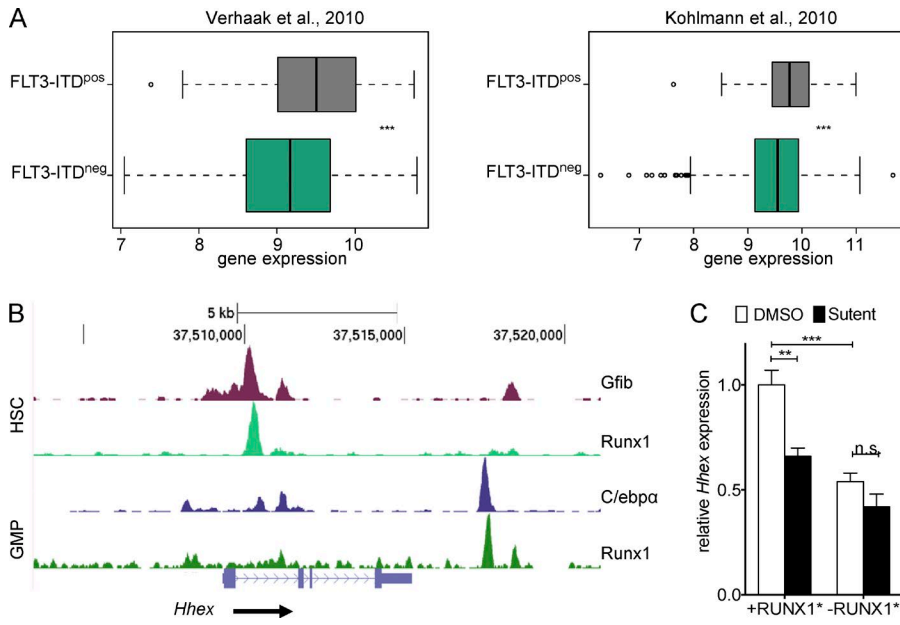 A
Verhaak et al., 2010
Kohlmann et al., 2010
FLT3-ITDpos
FLT3-ITDneg
***
7 8 9 10
gene expression
FLT3-ITDpos
FLT3-ITDneg
***
7 8 9 10 11
gene expression
B
5 kb
37,510,000 37,515,000 37,520,000
HSC
Gfib
Runx1
GMP
C/ebpα
Runx1
Hhex
C
DMSO Sutent
***
**
n.s.
relative Hhex expression
1.0
0.5
0.0
+RUNX1* -RUNX1*